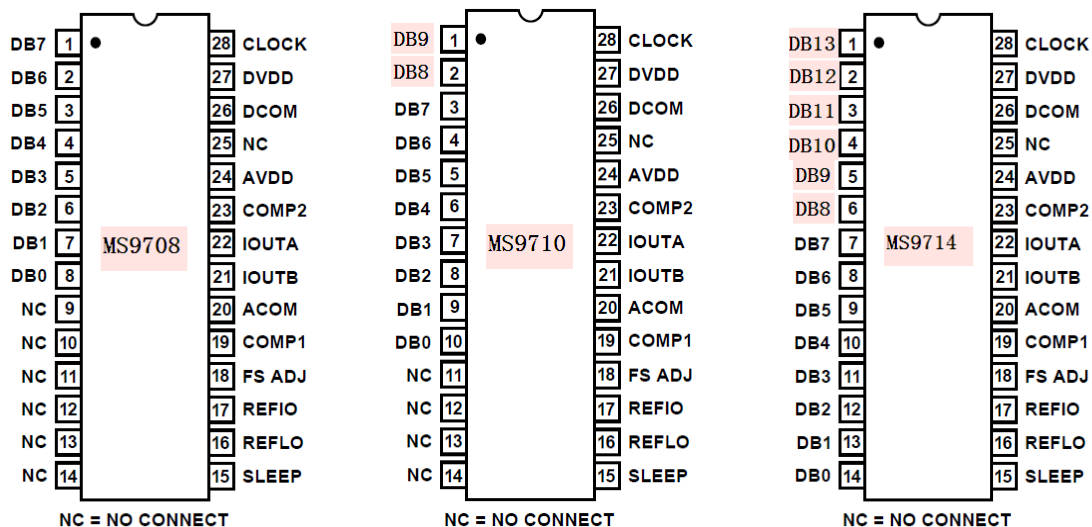 DB7 1 28 CLOCK
DB6 2 27 DVDD
DB5 3 26 DCOM
DB4 4 25 NC
DB3 5 24 AVDD
DB2 6 23 COMP2
DB1 7 MS9708 22 IOUTA
DB0 8 21 IOUTB
NC 9 20 ACOM
NC 10 19 COMP1
NC 11 18 FS ADJ
NC 12 17 REFIO
NC 13 16 REFLO
NC 14 15 SLEEP
NC = NO CONNECT
DB9 1 28 CLOCK
DB8 2 27 DVDD
DB7 3 26 DCOM
DB6 4 25 NC
DB5 5 24 AVDD
DB4 6 23 COMP2
DB3 7 MS9710 22 IOUTA
DB2 8 21 IOUTB
DB1 9 20 ACOM
DB0 10 19 COMP1
NC 11 18 FS ADJ
NC 12 17 REFIO
NC 13 16 REFLO
NC 14 15 SLEEP
NC = NO CONNECT
DB13 1 28 CLOCK
DB12 2 27 DVDD
DB11 3 26 DCOM
DB10 4 25 NC
DB9 5 24 AVDD
DB8 6 23 COMP2
DB7 7 MS9714 22 IOUTA
DB6 8 21 IOUTB
DB5 9 20 ACOM
DB4 10 19 COMP1
DB3 11 18 FS ADJ
DB2 12 17 REFIO
DB1 13 16 REFLO
DB0 14 15 SLEEP
NC = NO CONNECT